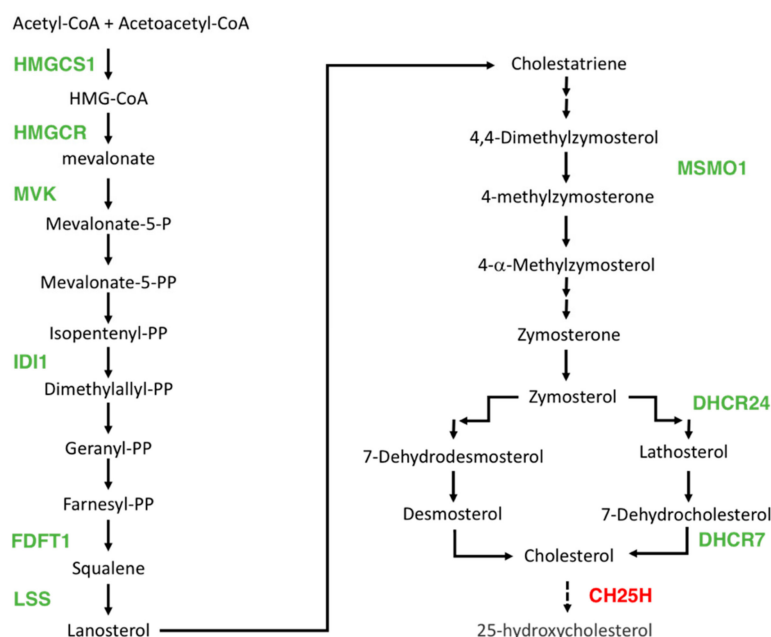 Acetyl-CoA + Acetoacetyl-CoA
HMGCS1
HMG-CoA
HMGCR
mevalonate
MVK
Mevalonate-5-P
Mevalonate-5-PP
Isopentenyl-PP
IDI1
Dimethylallyl-PP
Geranyl-PP
Farnesyl-PP
FDFT1
Squalene
LSS
Lanosterol
Cholestatriene
4,4-Dimethylzymosterol
MSMO1
4-methylzymosterone
4-α-Methylzymosterol
Zymosterone
Zymosterol
DHCR24
7-Dehydrodesmosterol
Lathosterol
Desmosterol
7-Dehydrocholesterol
DHCR7
Cholesterol
CH25H
25-hydroxycholesterol